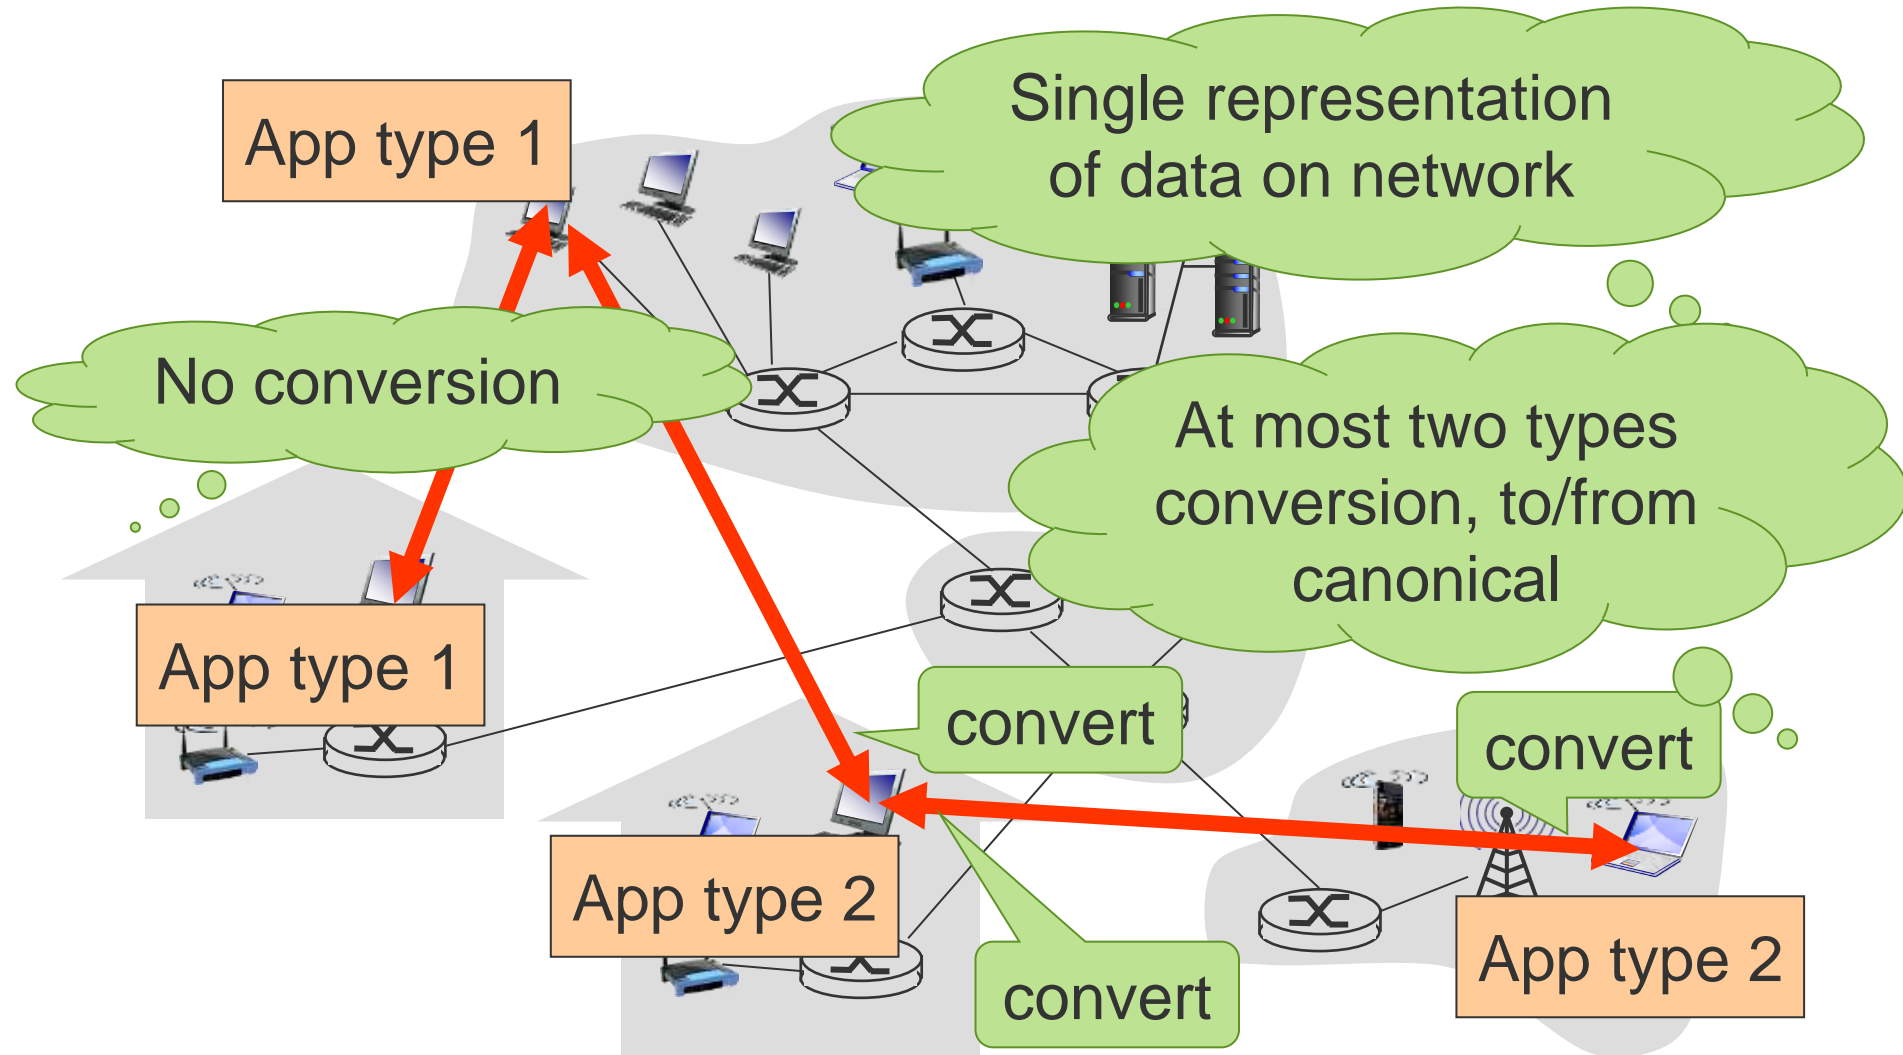 Single representation
of data on network
App type 1
No conversion
At most two types
conversion, to/from
canonical
App type 1
convert
convert
App type 2
App type 2
convert